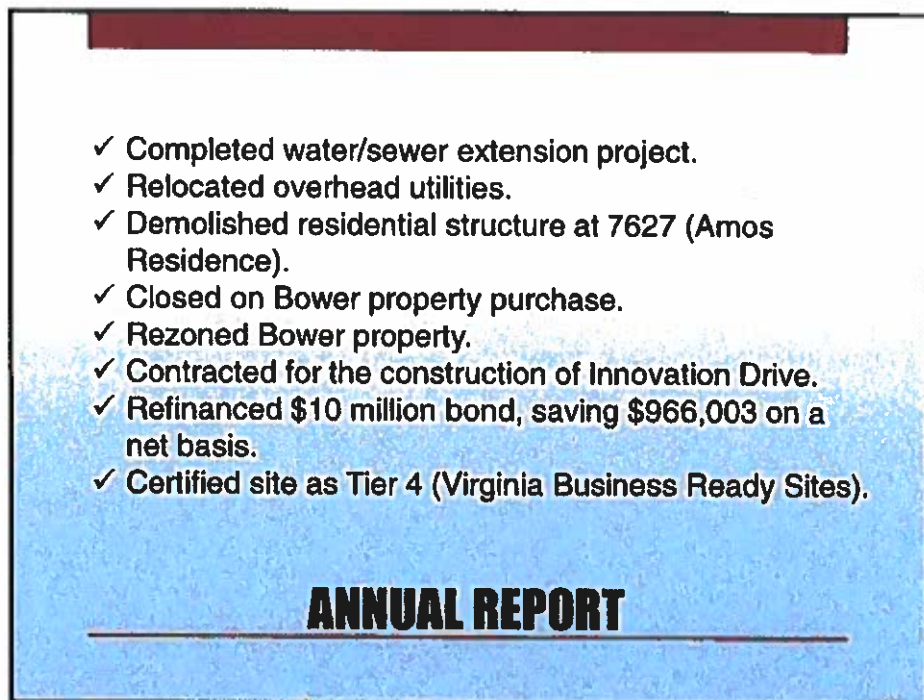 ✓ Completed water/sewer extension project.
✓ Relocated overhead utilities.
✓ Demolished residential structure at 7627 (Amos
Residence).
✓ Closed on Bower property purchase.
✓ Rezoned Bower property.
✓ Contracted for the construction of Innovation Drive.
✓ Refinanced $10 million bond, saving $966,003 on a
net basis.
✓ Certified site as Tier 4 (Virginia Business Ready Sites).
ANNUAL REPORT